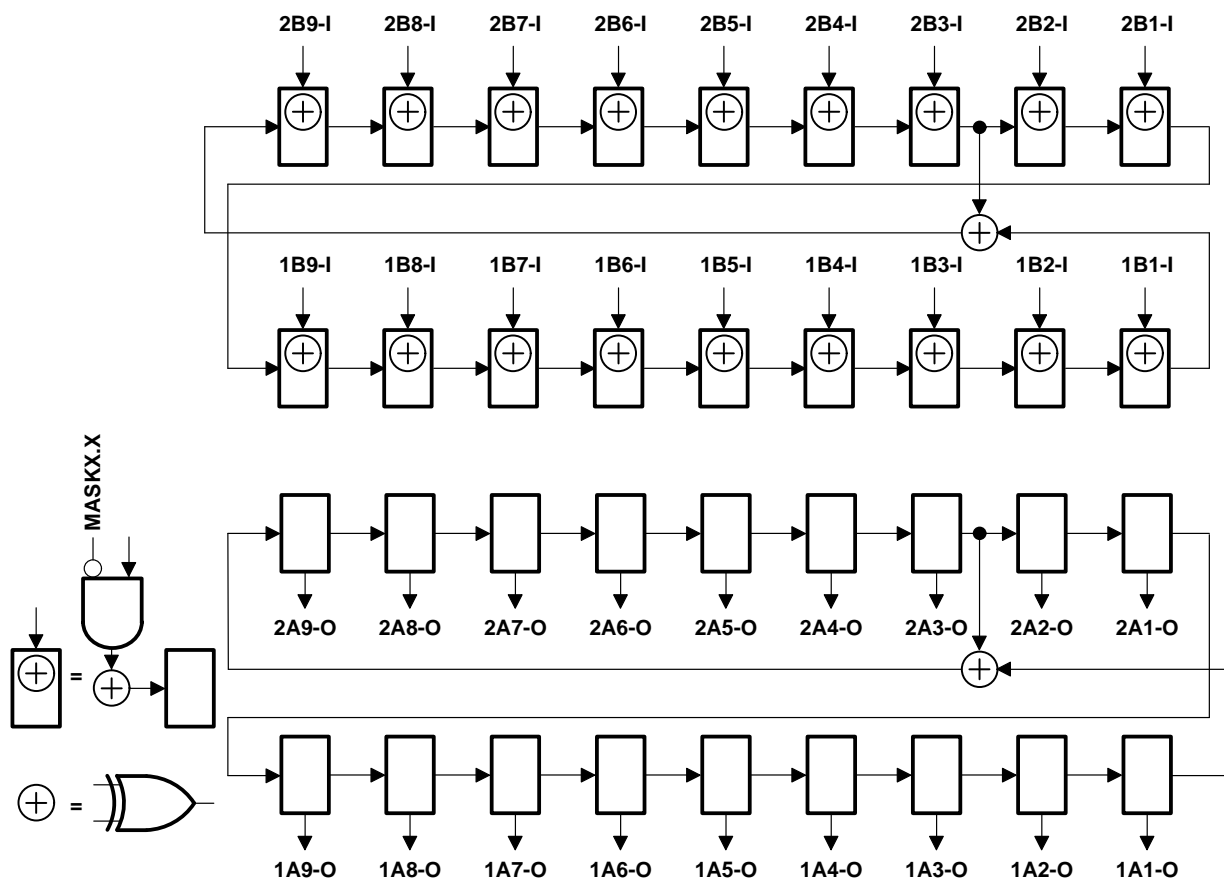 2B9-I 2B8-I 2B7-I 2B6-I 2B5-I 2B4-I 2B3-I 2B2-I 2B1-I
1B9-I 1B8-I 1B7-I 1B6-I 1B5-I 1B4-I 1B3-I 1B2-I 1B1-I
MASKX.X
2A9-O 2A8-O 2A7-O 2A6-O 2A5-O 2A4-O 2A3-O 2A2-O 2A1-O
=
=
1A9-O 1A8-O 1A7-O 1A6-O 1A5-O 1A4-O 1A3-O 1A2-O 1A1-O